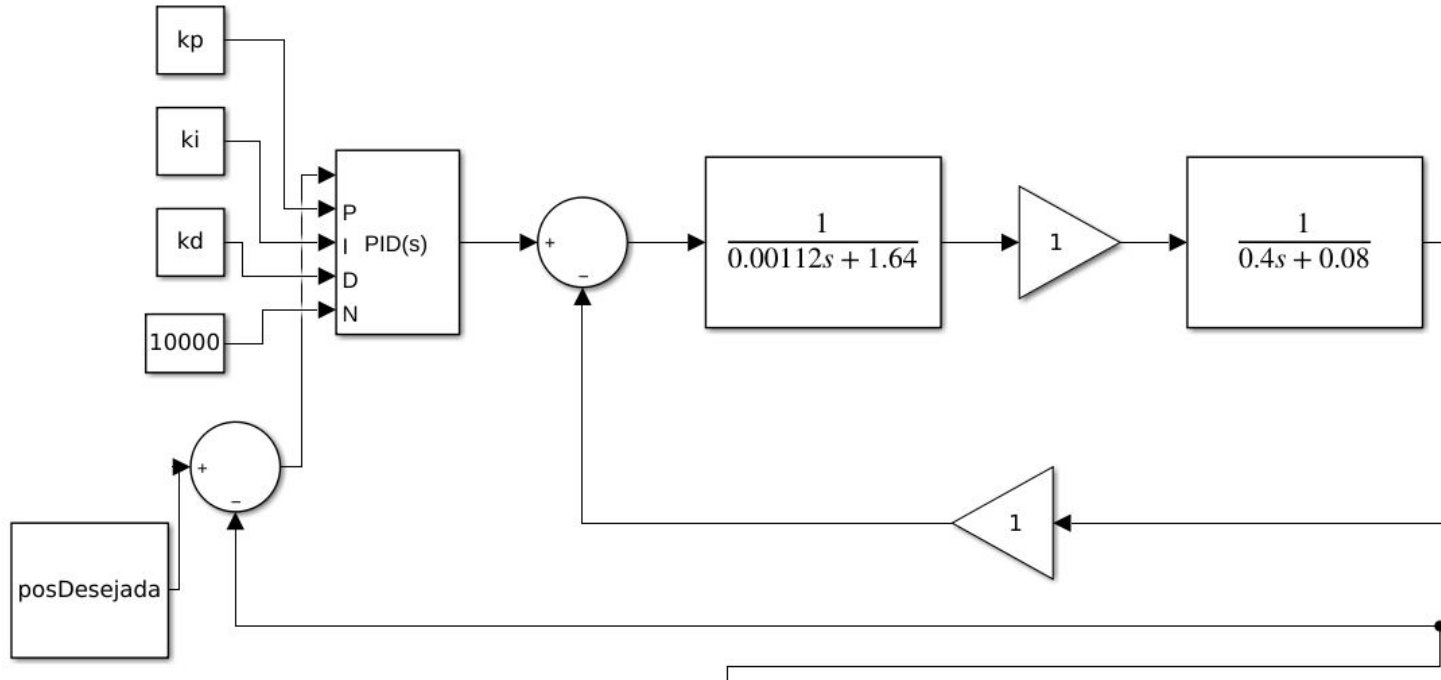 kp
ki
kd
10000
P
I
D
N
PID(s)
+
−
1
0.00112s + 1.64
1
1
0.4s + 0.08
+
−
1
posDesejada